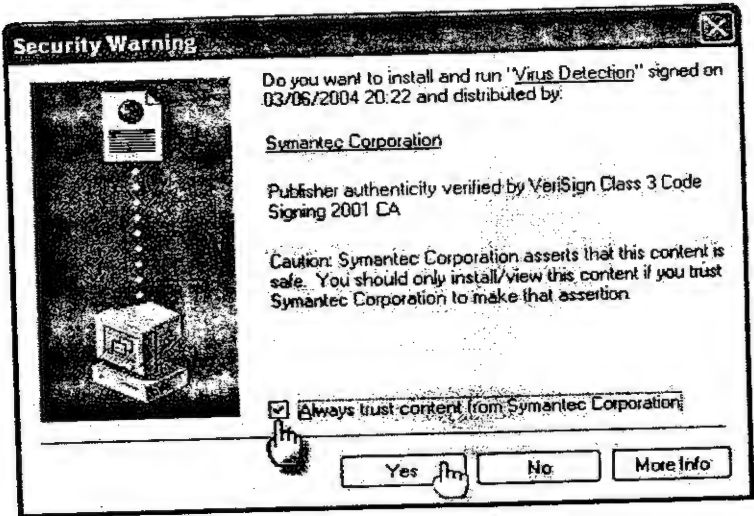 Security Warning
Do you want to install and run "Virus Detection" signed on
03/06/2004 20:22 and distributed by:
Symantec Corporation
Publisher authenticity verified by VeriSign Class 3 Code
Signing 2001 CA
Caution: Symantec Corporation asserts that this content is
safe. You should only install/view this content if you trust
Symantec Corporation to make that assertion.
Always trust content from Symantec Corporation
Yes
No
More Info